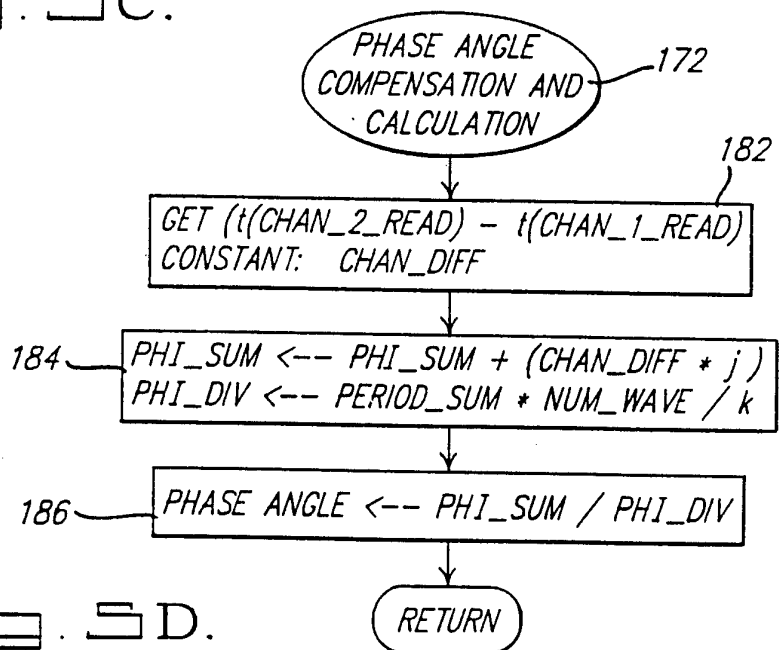 C.
PHASE ANGLE
COMPENSATION AND
CALCULATION
172
182
GET (t(CHAN_2_READ) - t(CHAN_1_READ)
CONSTANT: CHAN_DIFF
184
PHI_SUM <-- PHI_SUM + (CHAN_DIFF * j)
PHI_DIV <-- PERIOD_SUM * NUM_WAVE / k
186
PHASE ANGLE <-- PHI_SUM / PHI_DIV
RETURN
. 5D.